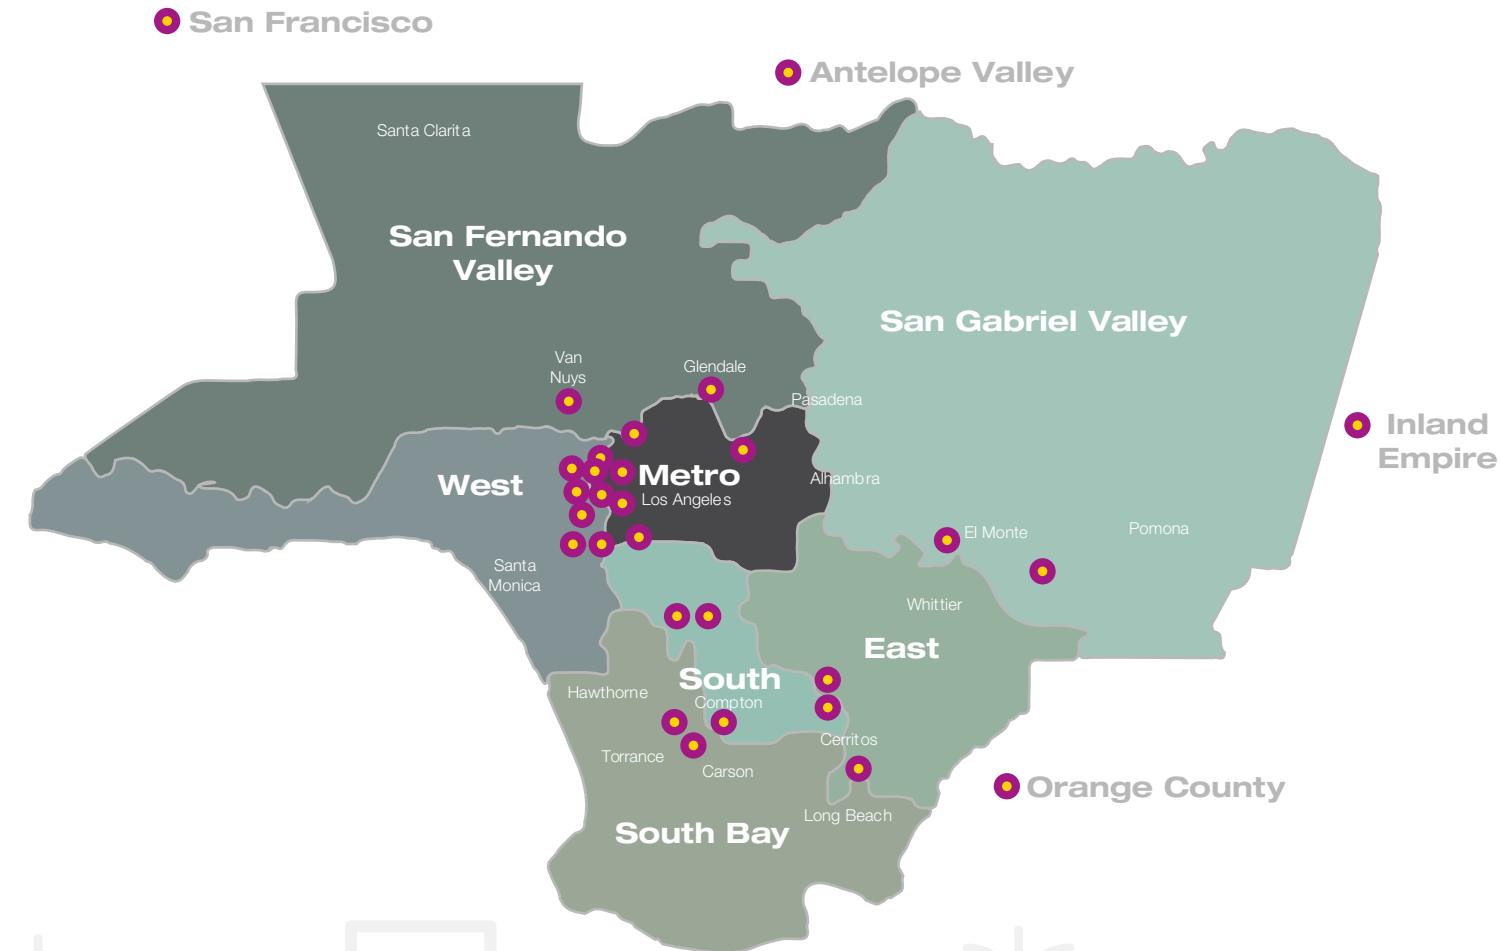 San Francisco
Antelope Valley
Santa Clarita
San Fernando
Valley
San Gabriel Valley
Van
Nuys
Glendale
Pasadena
Inland
Empire
West
Metro
Los Angeles
Alhambra
El Monte
Pomona
Santa
Monica
Whittier
East
South
Compton
Hawthorne
Cerritos
Torrance
Carson
Orange County
Long Beach
South Bay